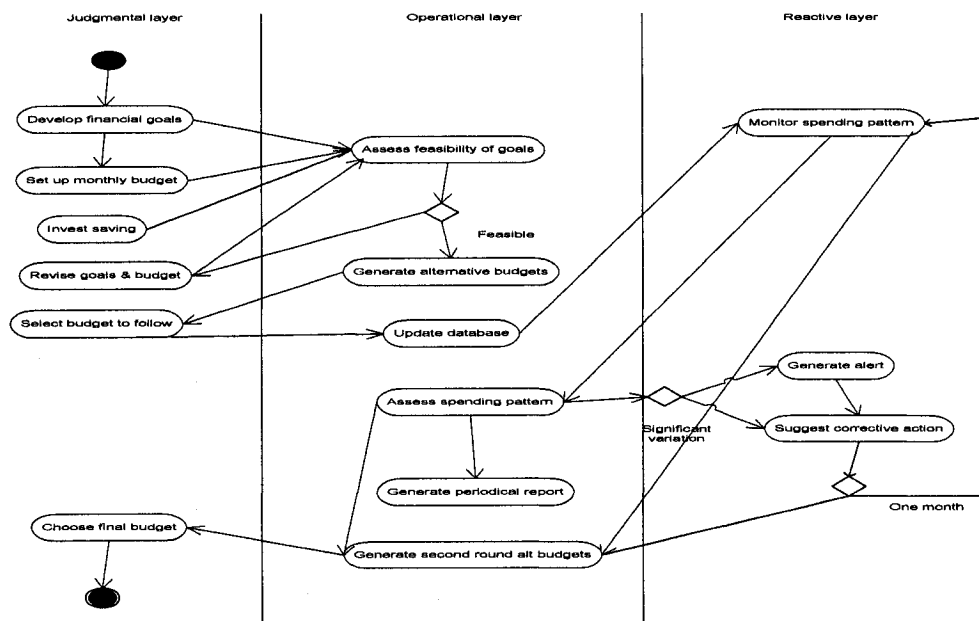 Judgmental layer
Operational layer
Reactive layer
Develop financial goals
Monitor spending pattern
Assess feasibility of goals
Set up monthly budget
Invest saving
Feasible
Revise goals & budget
Generate alternative budgets
Select budget to follow
Update database
Generate alert
Assess spending pattern
Significant
variation
Suggest corrective action
Generate periodical report
One month
Choose final budget
Generate second round alt budgets